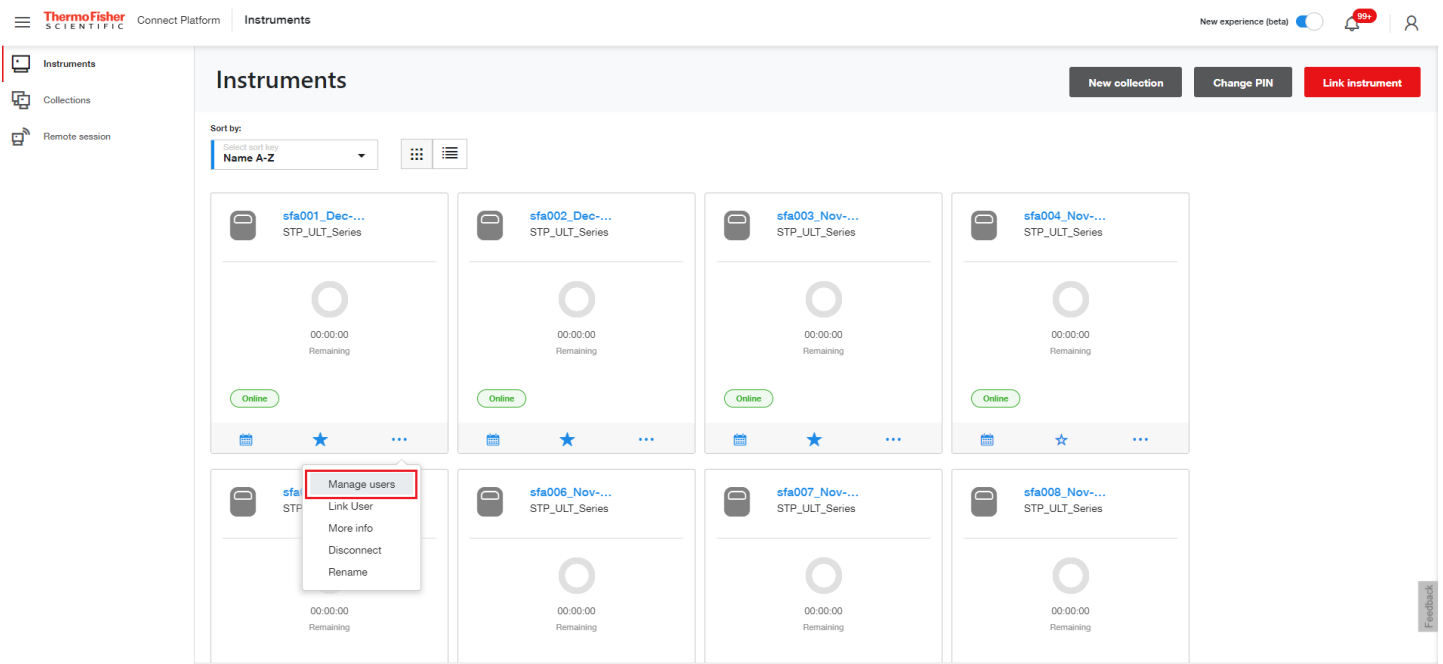 ThermoFisher
SCIENTIFIC
Connect Platform
Instruments
New experience (beta)
99+
Instruments
Collections
Remote session
Instruments
New collection
Change PIN
Link instrument
Sort by:
Select sort key
Name A-Z
sfa001_Dec-...
STP_ULT_Series
00:00:00
Remaining
Online
sfa002_Dec-...
STP_ULT_Series
00:00:00
Remaining
Online
sfa003_Nov-...
STP_ULT_Series
00:00:00
Remaining
Online
sfa004_Nov-...
STP_ULT_Series
00:00:00
Remaining
Online
Manage users
Link User
More info
Disconnect
Rename
sfa
STP
00:00:00
Remaining
sfa006_Nov-...
STP_ULT_Series
00:00:00
Remaining
sfa007_Nov-...
STP_ULT_Series
00:00:00
Remaining
sfa008_Nov-...
STP_ULT_Series
00:00:00
Remaining
Feedback